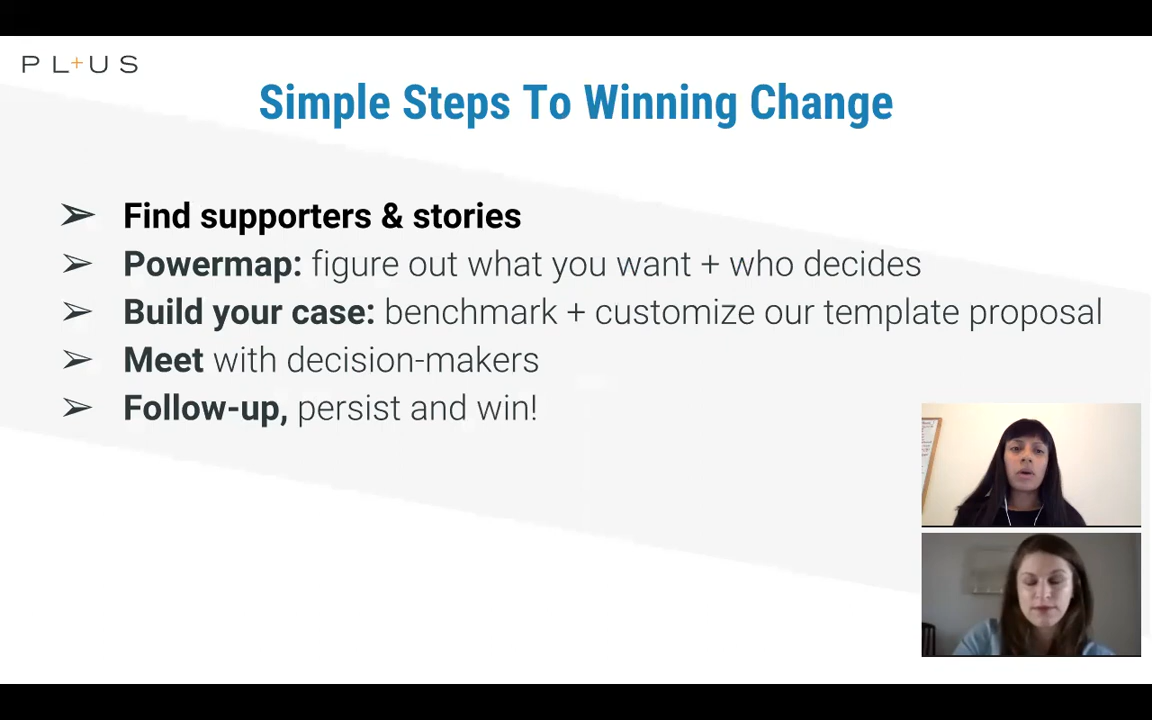 PL+US
Simple Steps To Winning Change
➢ Find supporters & stories
➢ Powermap: figure out what you want + who decides
➢ Build your case: benchmark + customize our template proposal
➢ Meet with decision-makers
➢ Follow-up, persist and win!